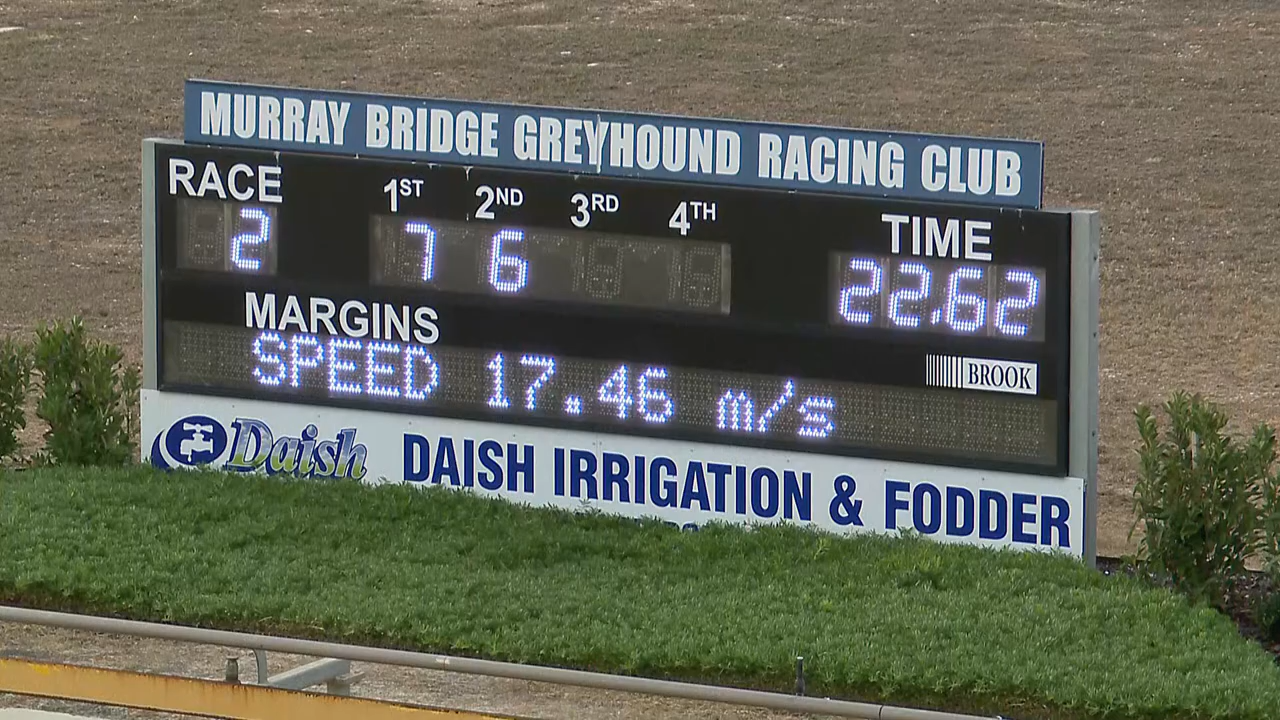 MURRAY BRIDGE GREYHOUND RACING CLUB
RACE 1ST 2ND 3RD 4TH TIME
2 7 6 22.62
MARGINS
BROOK
SPEED 17.46 m/s
Daish DAISH IRRIGATION & FODDER